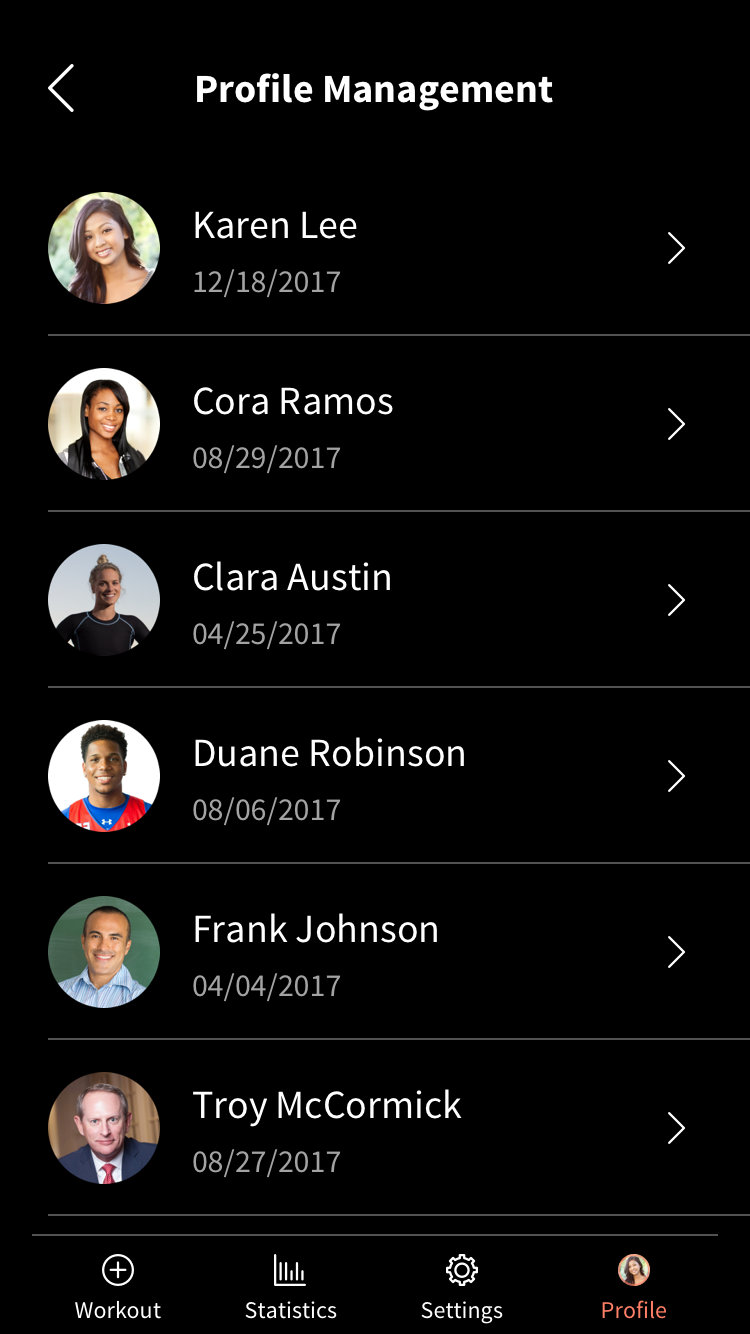 Profile Management
Karen Lee
12/18/2017
Cora Ramos
08/29/2017
Clara Austin
04/25/2017
Duane Robinson
08/06/2017
Frank Johnson
04/04/2017
Troy McCormick
08/27/2017
Workout Statistics Settings Profile